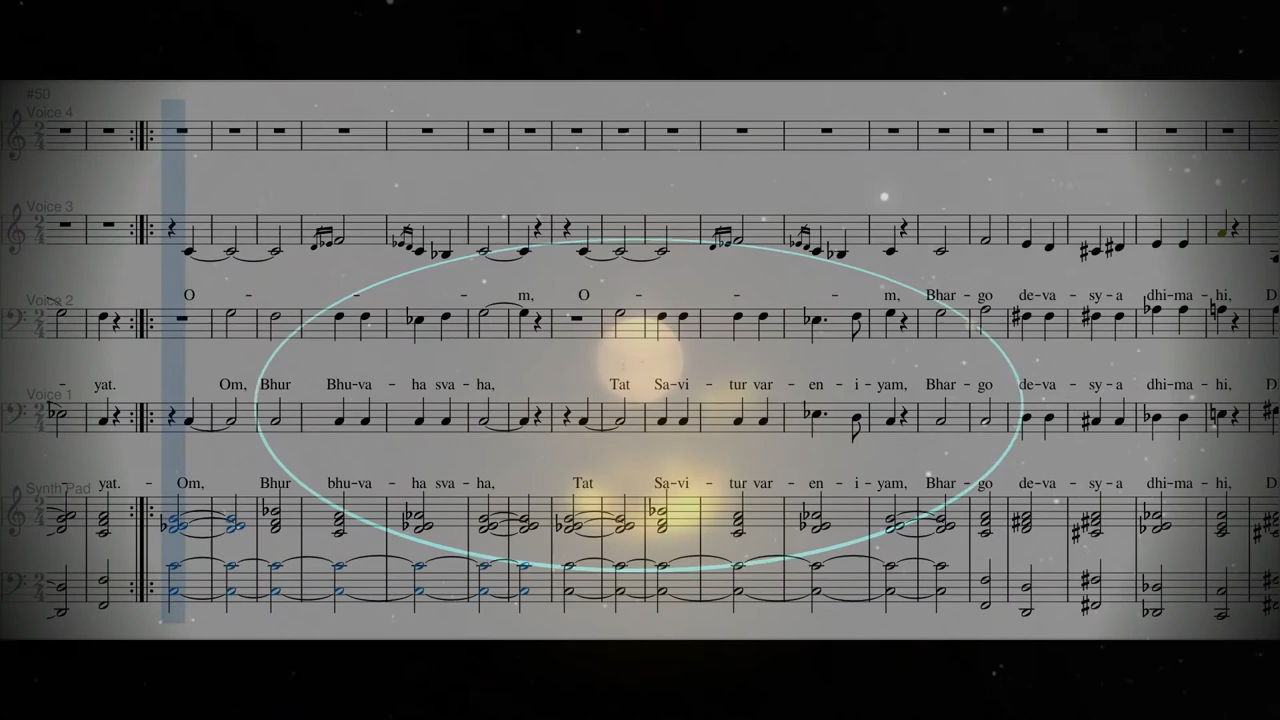 #50
Voice 4
Voice 3
O - - - - m, O - - - - m, Bhar - go de - va - sy - a dhi - ma - hi, D
Voice 2
- yat. Om, Bhur Bhu - va - ha sva - ha, Tat Sa - vi - tur var - en - i - yam, Bhar - go de - va - sy - a dhi - ma - hi, D
Voice 1
yat. - Om, Bhur bhu - va - ha sva - ha, Tat Sa - vi - tur var - en - i - yam, Bhar - go de - va - sy - a dhi - ma - hi, D
Synth Pad